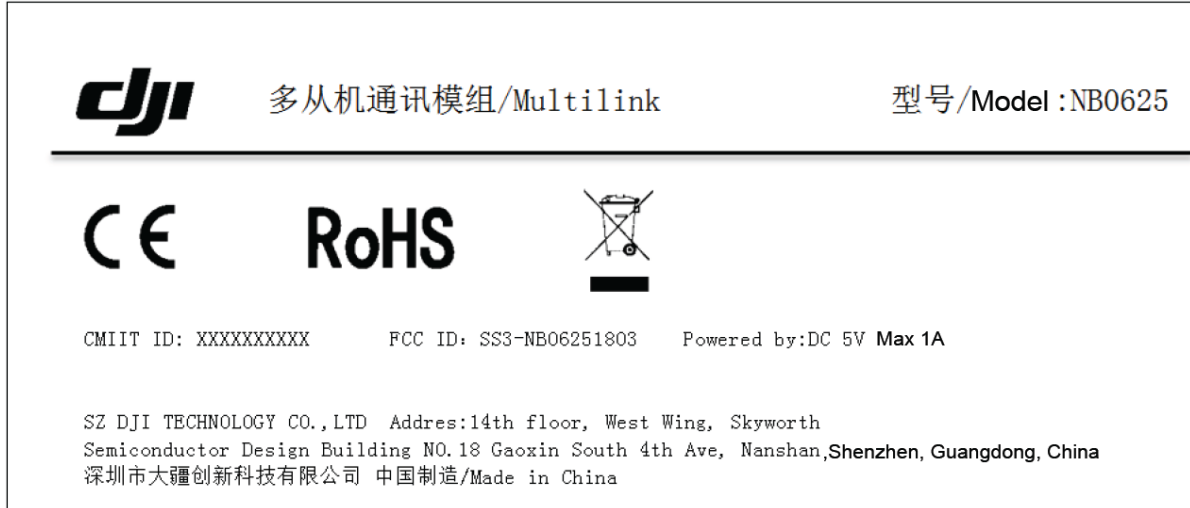 dji 多从机通讯模组/Multilink 型号/Model :NB0625
CE RoHS
CMIIT ID: XXXXXXXXXX FCC ID: SS3-NB06251803 Powered by:DC 5V Max 1A
SZ DJI TECHNOLOGY CO.,LTD Addres:14th floor, West Wing, Skyworth
Semiconductor Design Building NO.18 Gaoxin South 4th Ave, Nanshan,Shenzhen, Guangdong, China
深圳市大疆创新科技有限公司 中国制造/Made in China